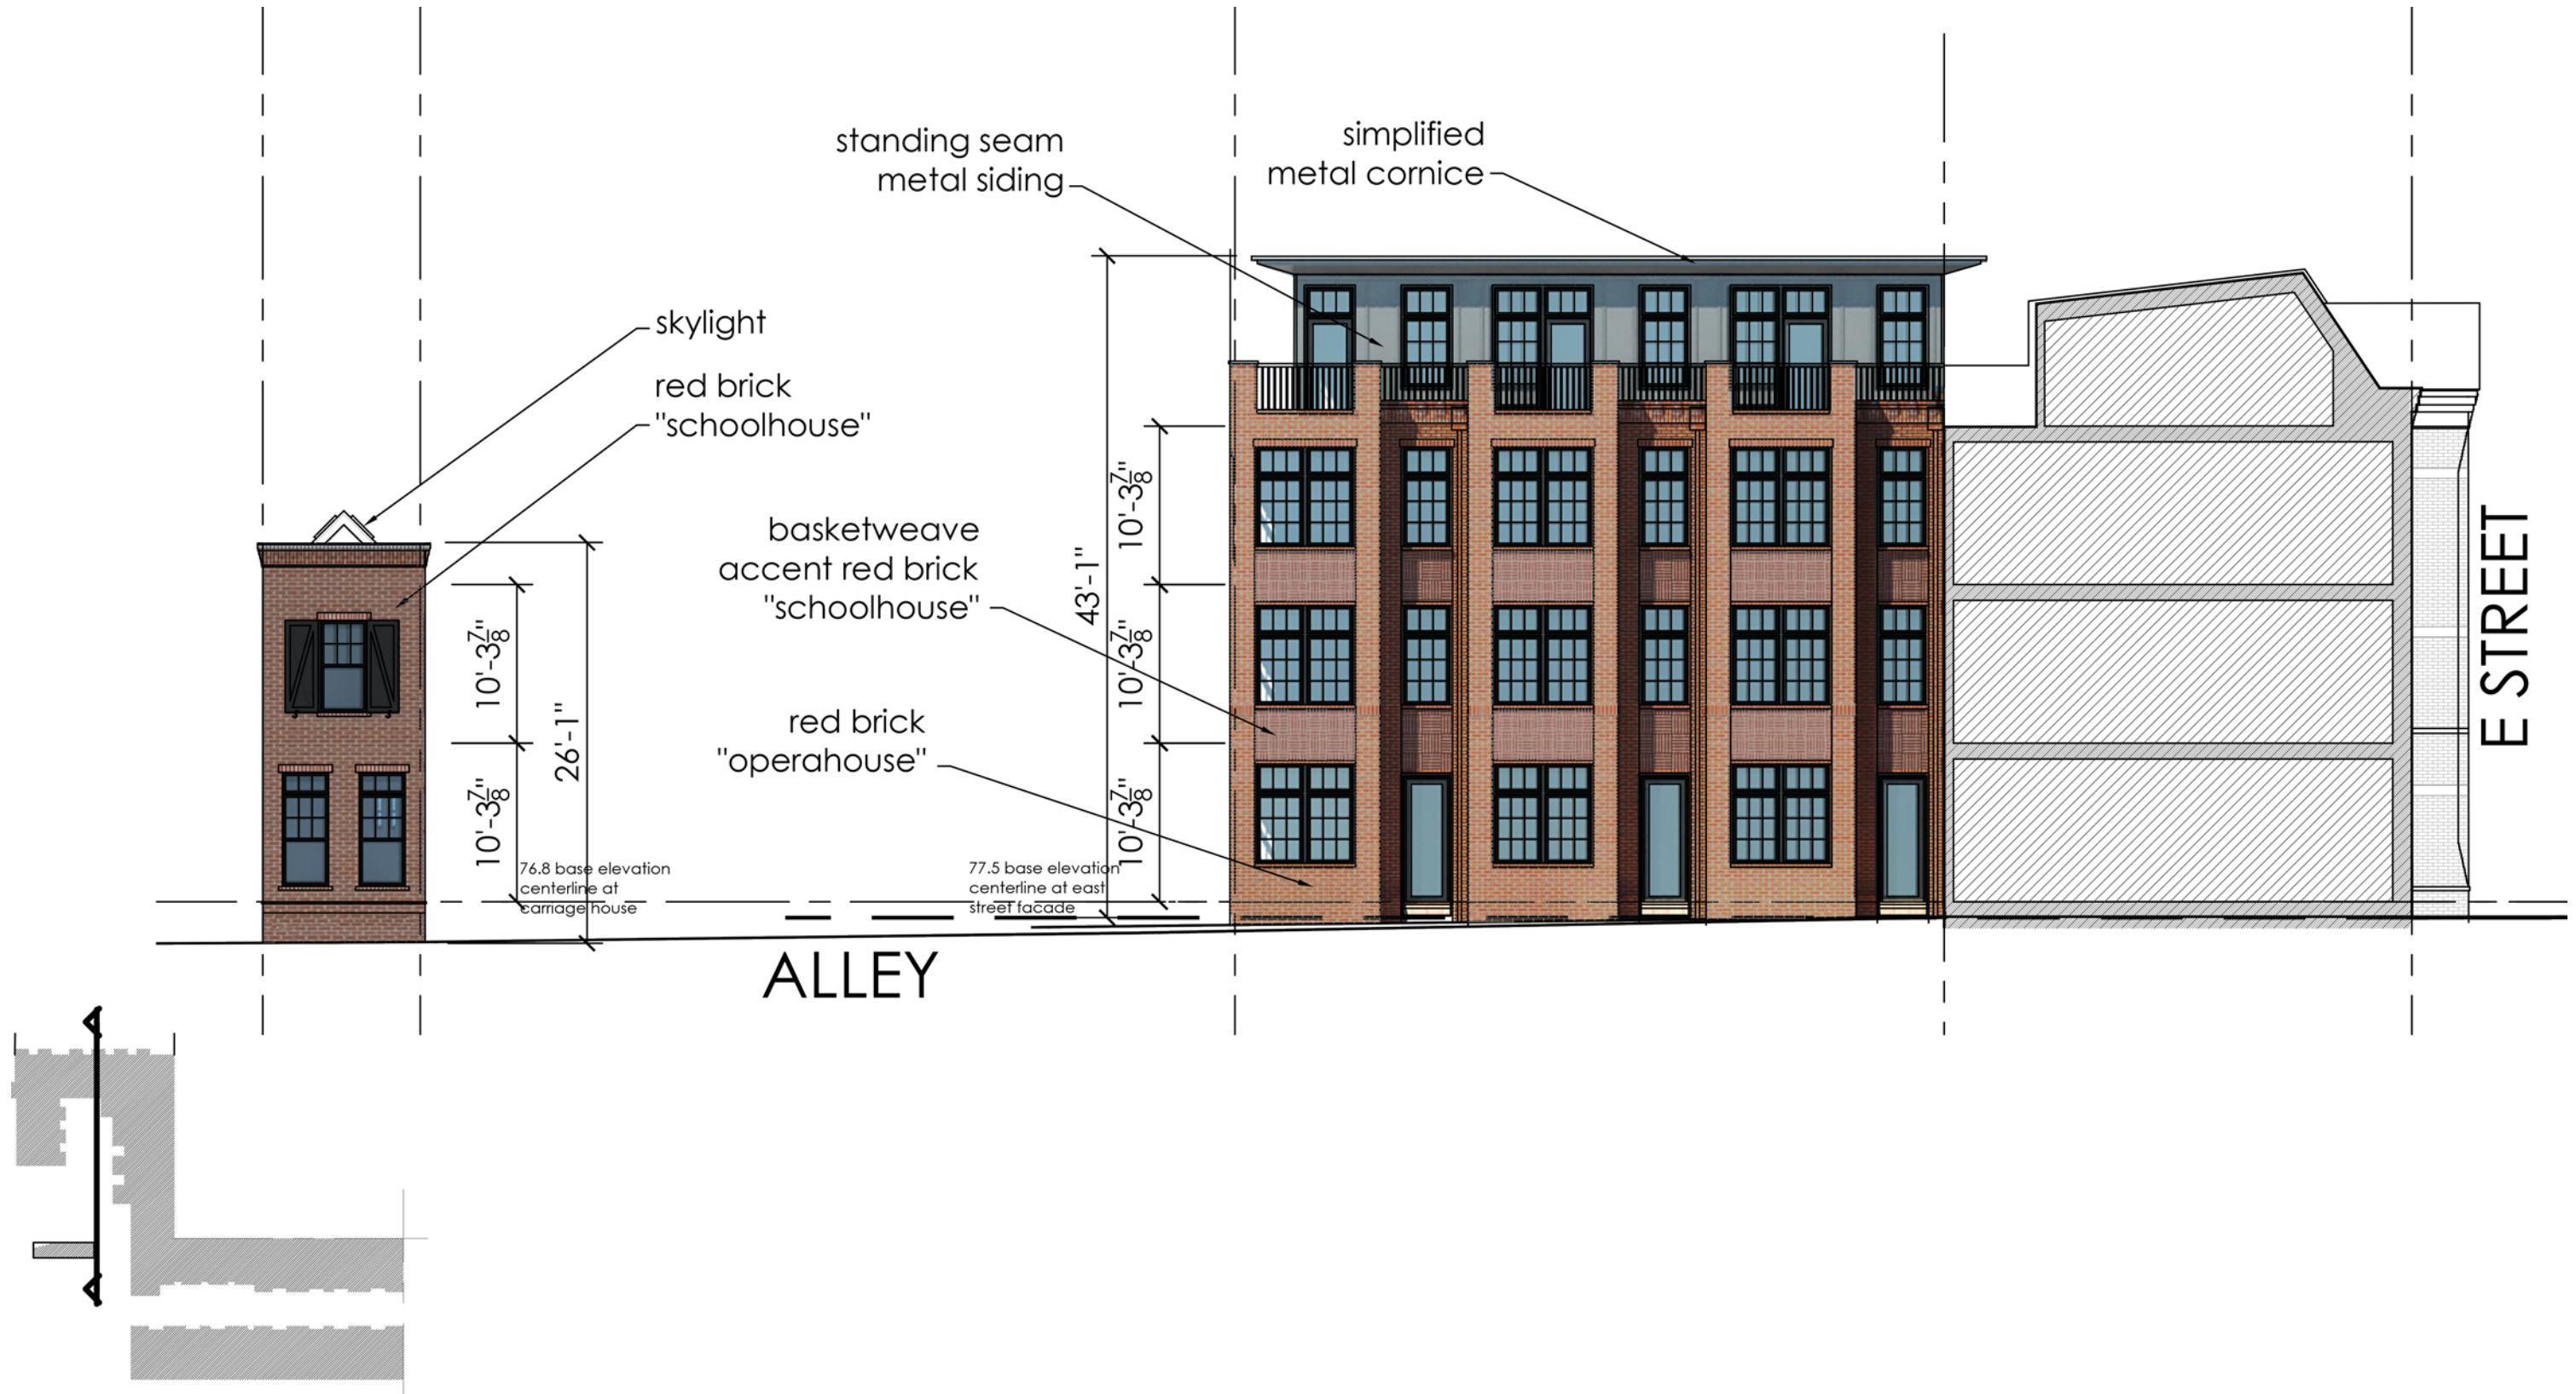 standing seam
metal siding
simplified
metal cornice
skylight
red brick
"schoolhouse"
basketweave
accent red brick
"schoolhouse"
red brick
"operahouse"
10'-3⅞"
10'-3⅞"
26'-1"
43'-1"
10'-3⅞"
10'-3⅞"
10'-3⅞"
76.8 base elevation
centerline at
carriage house
77.5 base elevation
centerline at east
street facade
ALLEY
E STREET